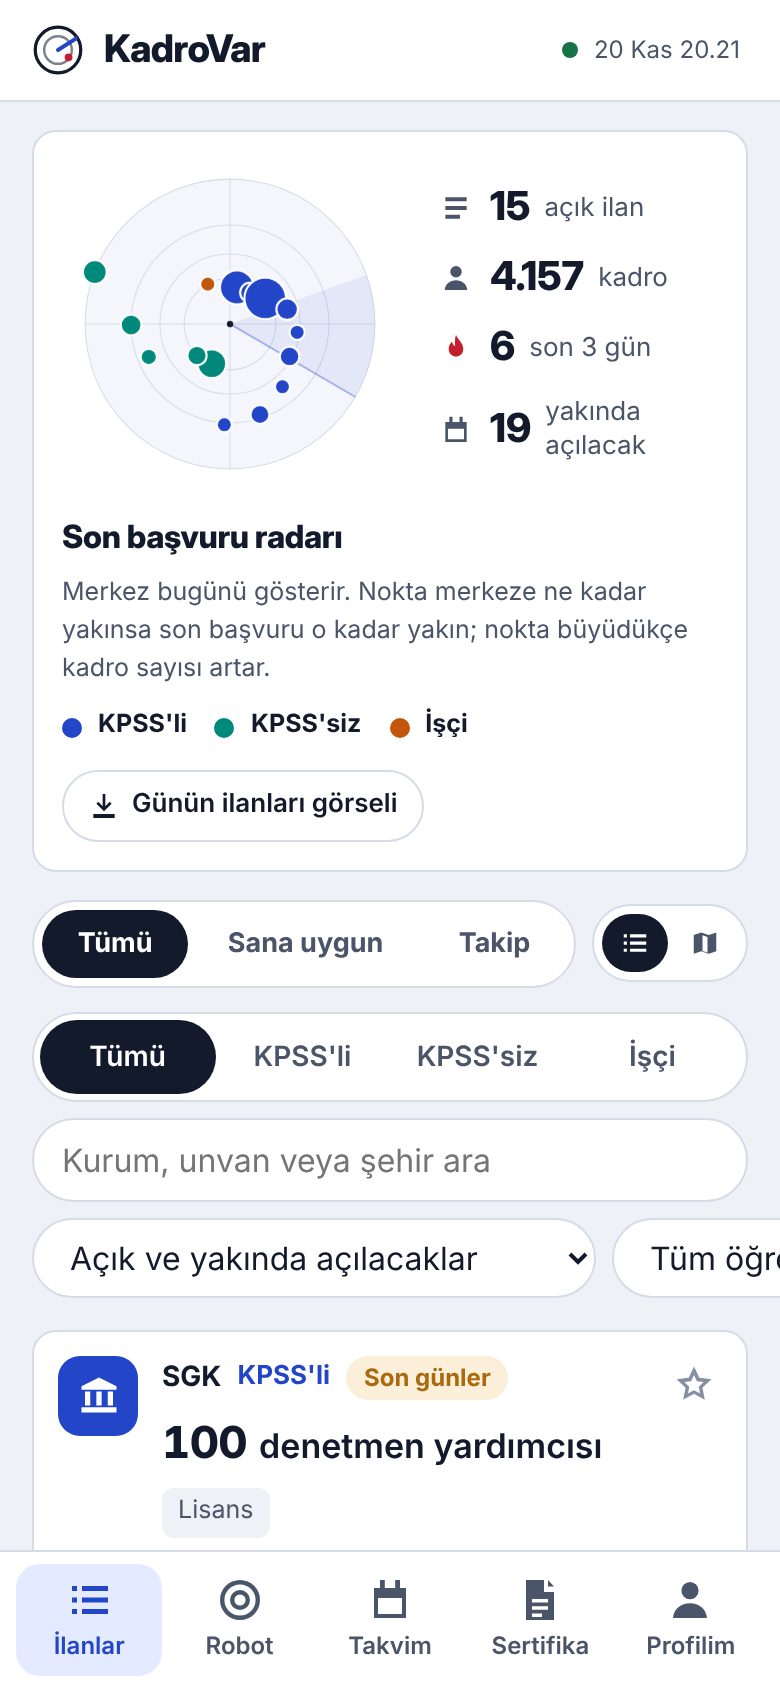 KadroVar
20 Kas 20.21
15 açık ilan
4.157 kadro
6 son 3 gün
19 yakında
açılacak
Son başvuru radarı
Merkez bugünü gösterir. Nokta merkeze ne kadar
yakınsa son başvuru o kadar yakın; nokta büyüdükçe
kadro sayısı artar.
KPSS'li KPSS'siz İşçi
Günün ilanları görseli
Tümü Sana uygun Takip
Tümü KPSS'li KPSS'siz İşçi
Kurum, unvan veya şehir ara
Açık ve yakında açılacaklar Tüm öğre
SGK KPSS'li Son günler
100 denetmen yardımcısı
Lisans
İlanlar Robot Takvim Sertifika Profilim